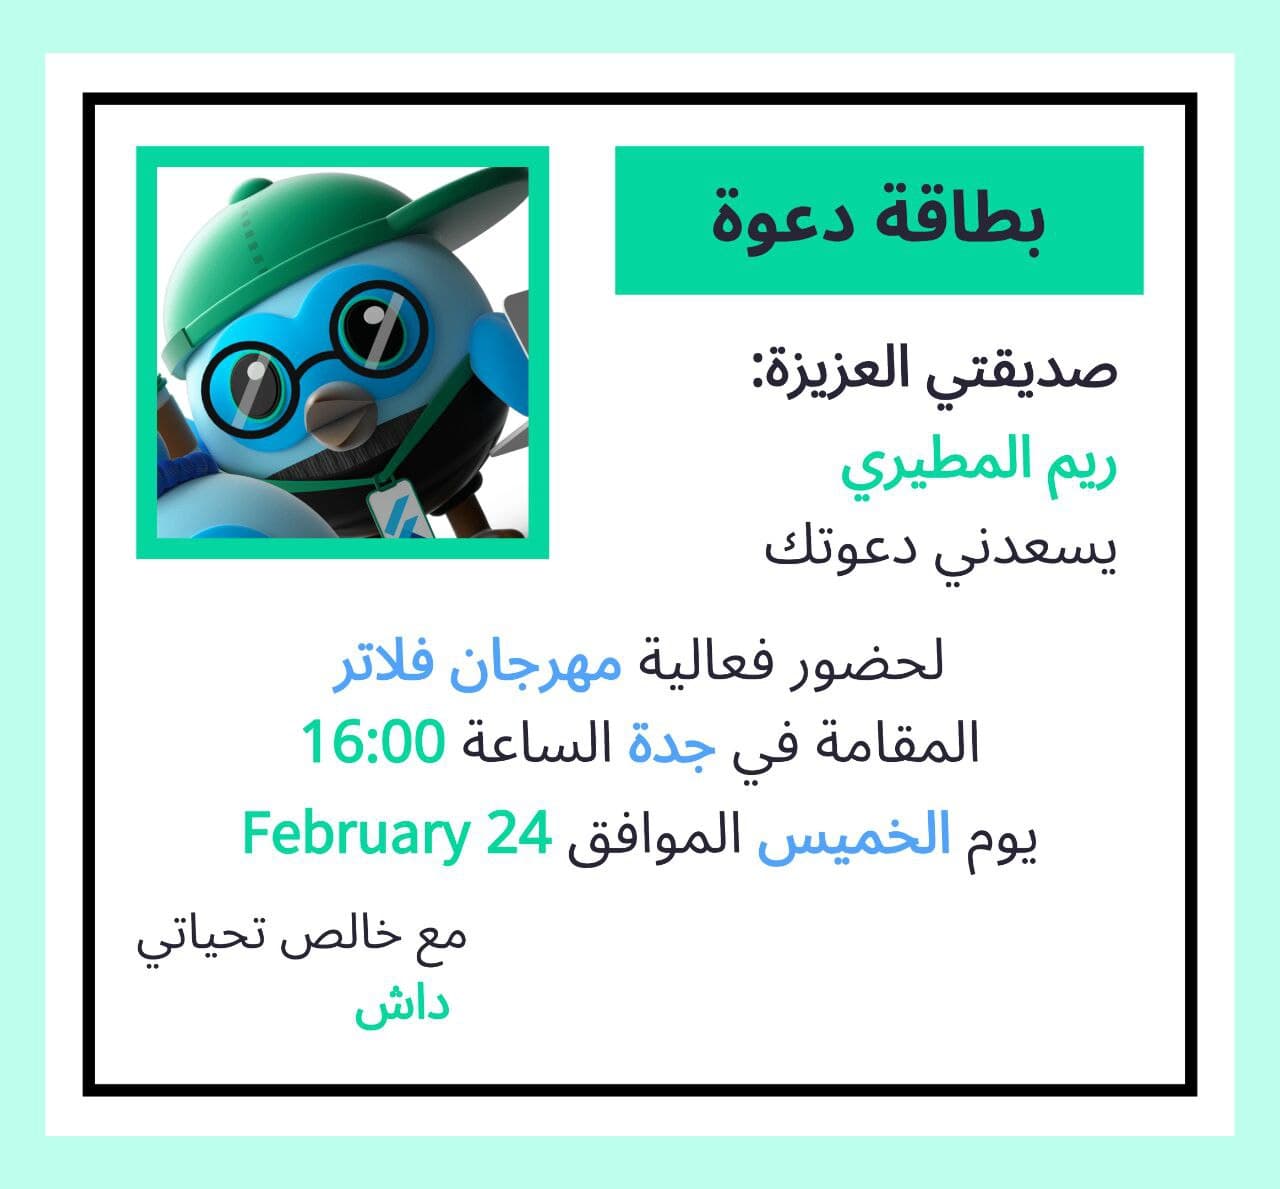 بطاقة دعوة
صديقتي العزيزة:
ريم المطيري
يسعدني دعوتك
لحضور فعالية مهرجان فلاتر
المقامة في جدة الساعة 16:00
يوم الخميس الموافق 24 February
مع خالص تحياتي
داش